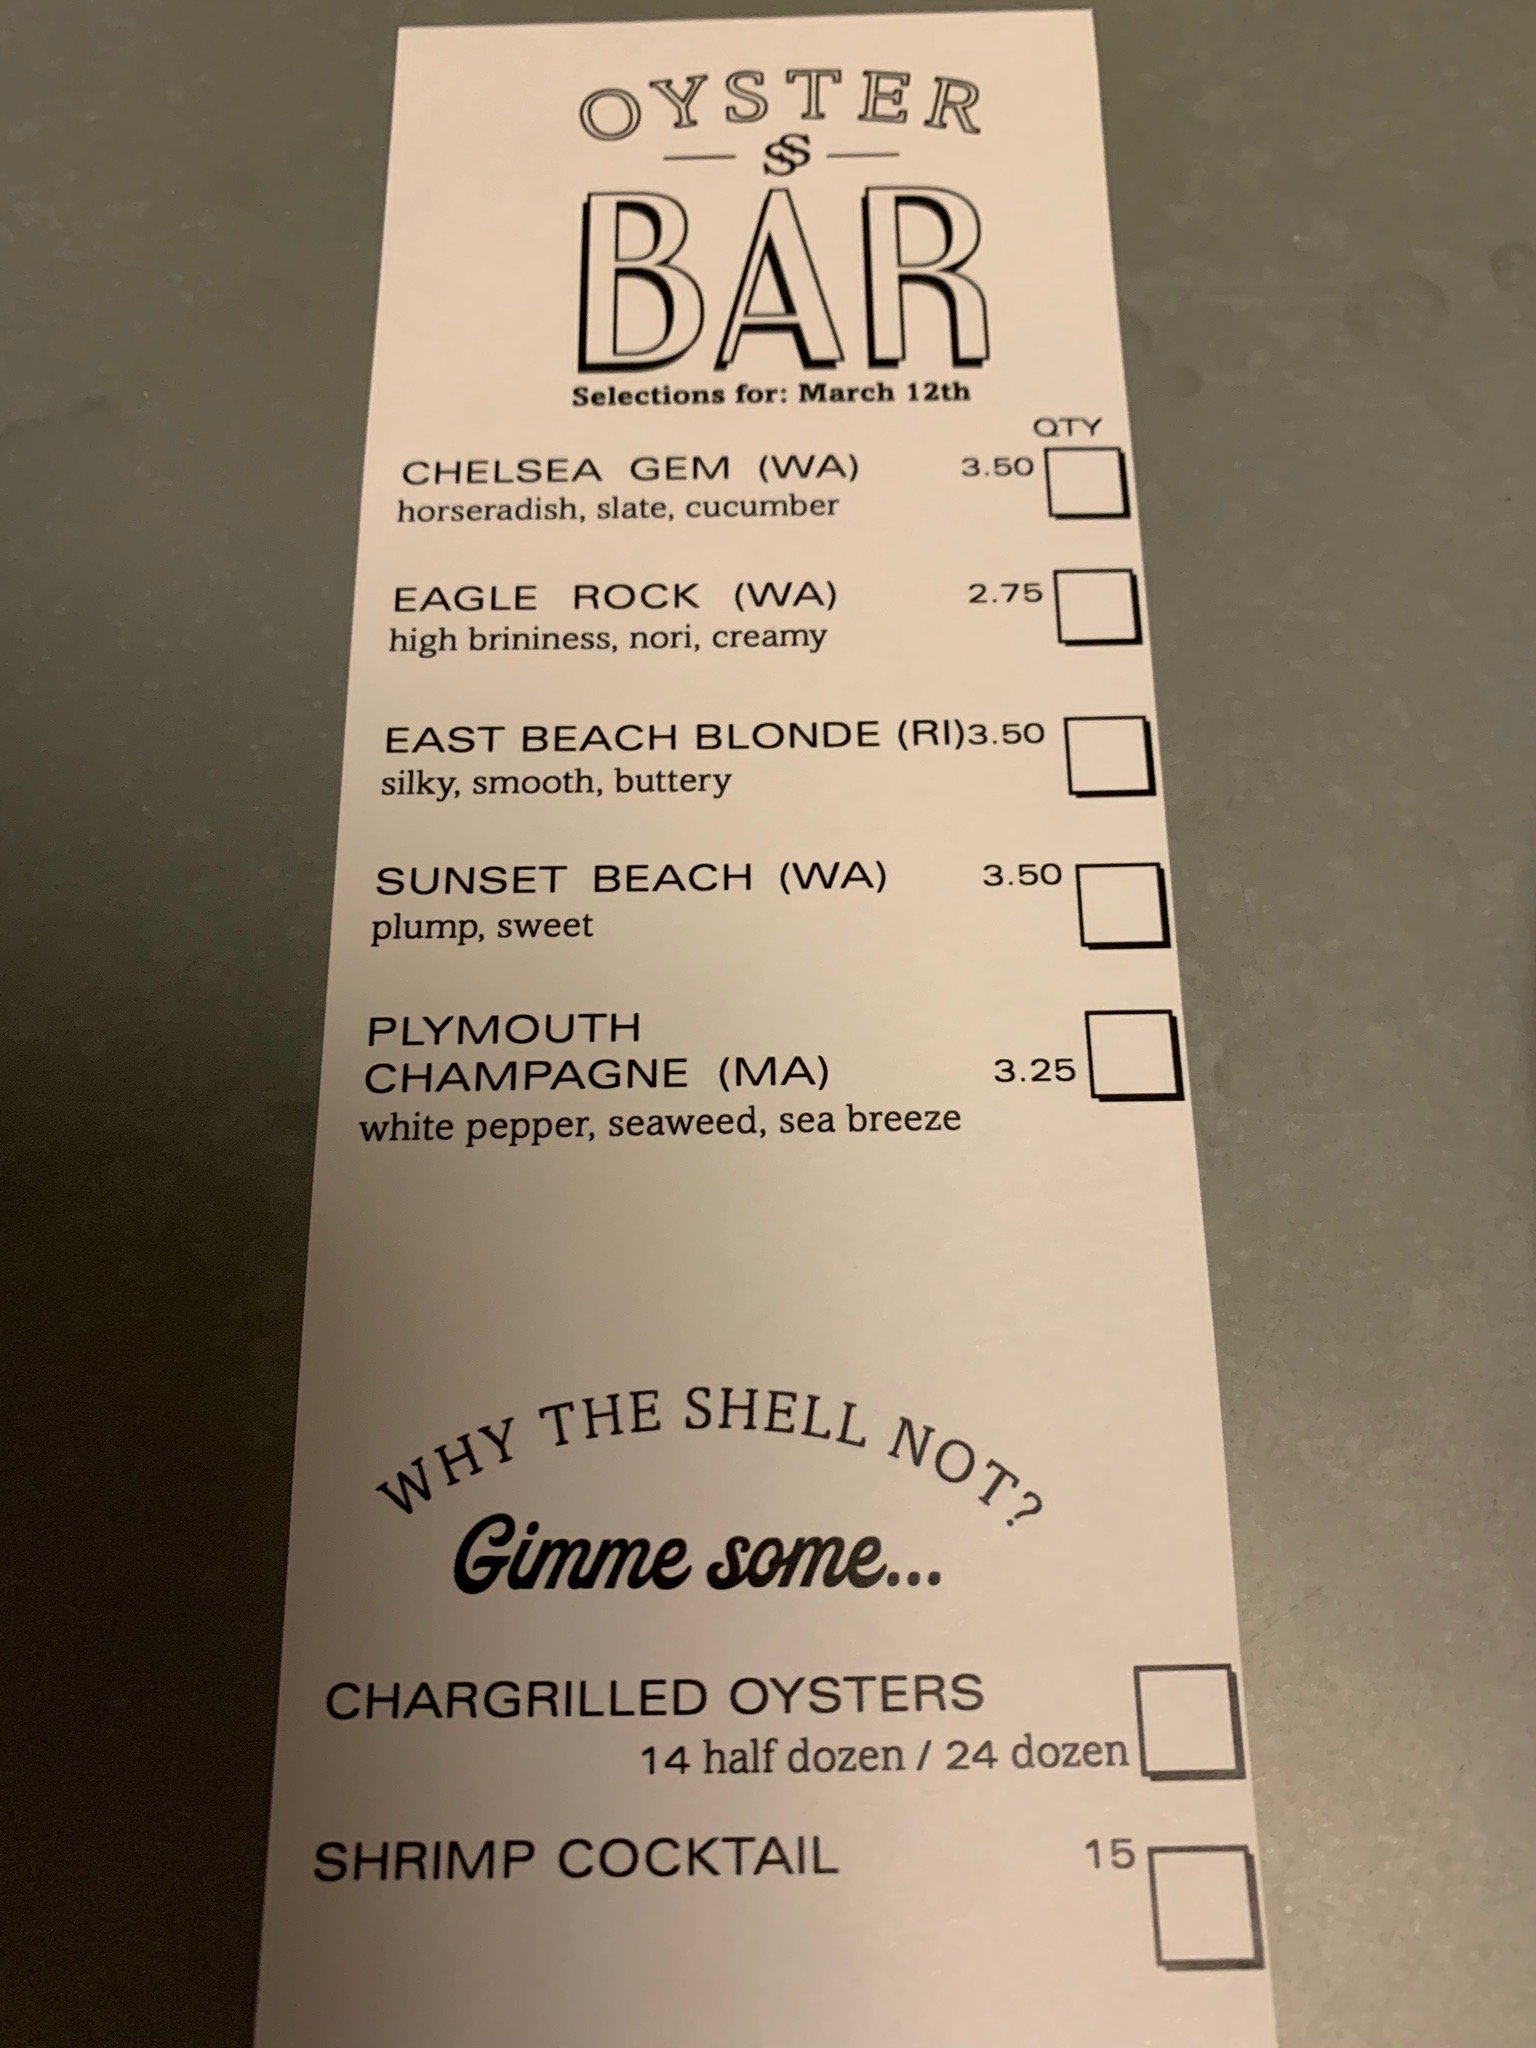 OYSTER
SS
BAR
Selections for: March 12th
QTY
CHELSEA GEM (WA) 3.50
horseradish, slate, cucumber
EAGLE ROCK (WA) 2.75
high brininess, nori, creamy
EAST BEACH BLONDE (RI)3.50
silky, smooth, buttery
SUNSET BEACH (WA) 3.50
plump, sweet
PLYMOUTH
CHAMPAGNE (MA) 3.25
white pepper, seaweed, sea breeze
WHY THE SHELL NOT?
Gimme some...
CHARGRILLED OYSTERS
14 half dozen / 24 dozen
SHRIMP COCKTAIL 15